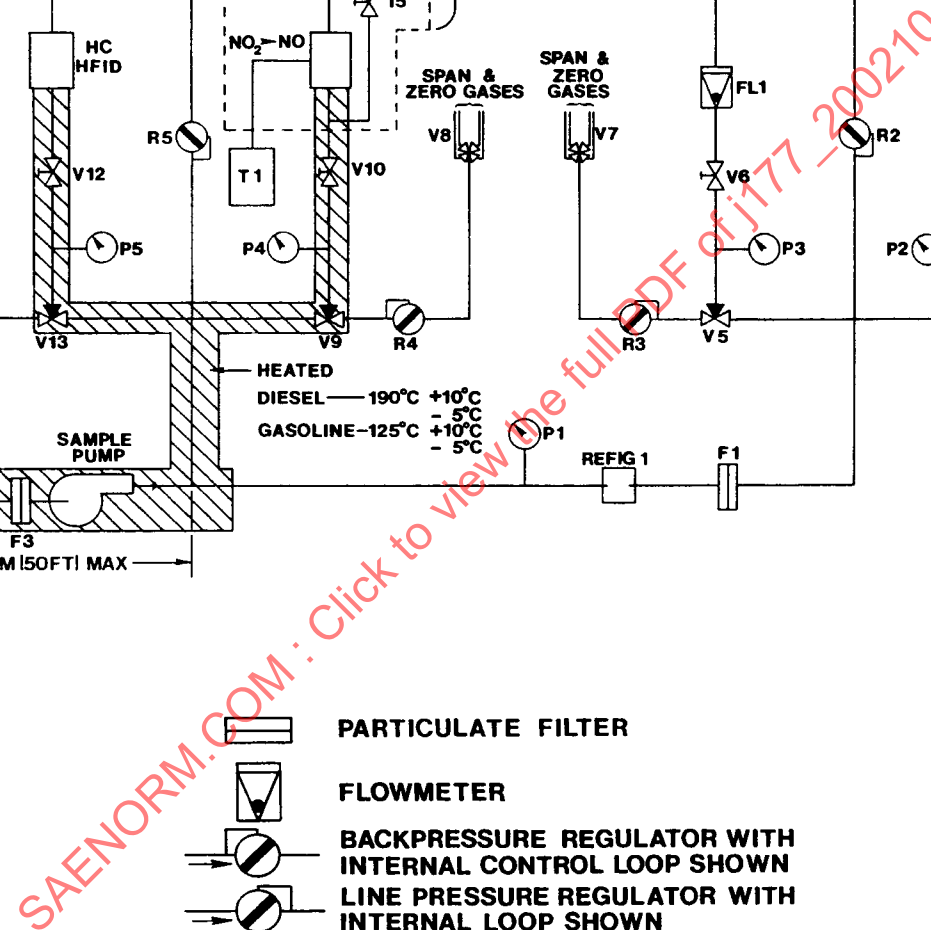 I5
HC
HFID
NO2→NO
SPAN &
ZERO GASES
SPAN &
ZERO
GASES
FL1
R5
V8
V7
R2
V12
T1
V10
V6
P5
P4
P3
P2
V13
V9
R4
R3
V5
HEATED
DIESEL — 190°C +10°C
- 5°C
GASOLINE-125°C +10°C
- 5°C
SAMPLE
PUMP
P1
REFIG 1
F1
F3
M |50FT| MAX
PARTICULATE FILTER
FLOWMETER
BACKPRESSURE REGULATOR WITH
INTERNAL CONTROL LOOP SHOWN
LINE PRESSURE REGULATOR WITH
INTERNAL LOOP SHOWN
SAENORM.COM : Click to view the full PDF of j177_200210